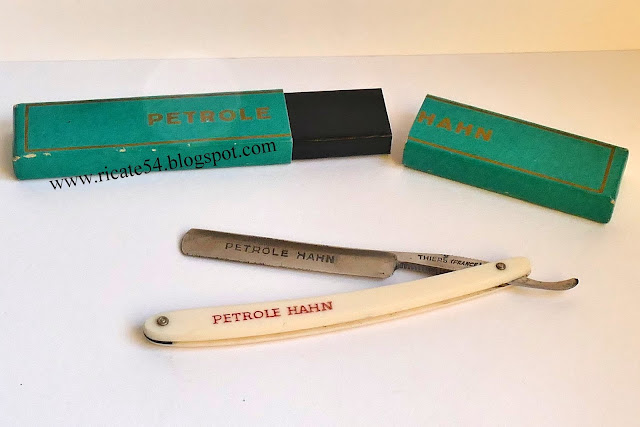 PETROLE
HAHN
www.ricate54.blogspot.com
PETROLE HAHN
THIERS (FRANCE)
PETROLE HAHN